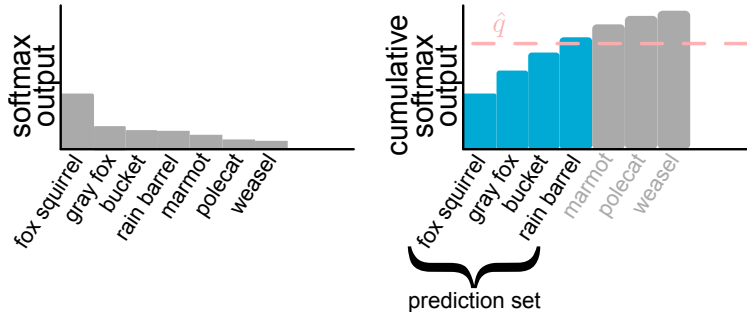 softmax
output
fox squirrel
gray fox
bucket
rain barrel
marmot
polecat
weasel
cumulative
softmax
output
q̂
fox squirrel
gray fox
bucket
rain barrel
marmot
polecat
weasel
prediction set